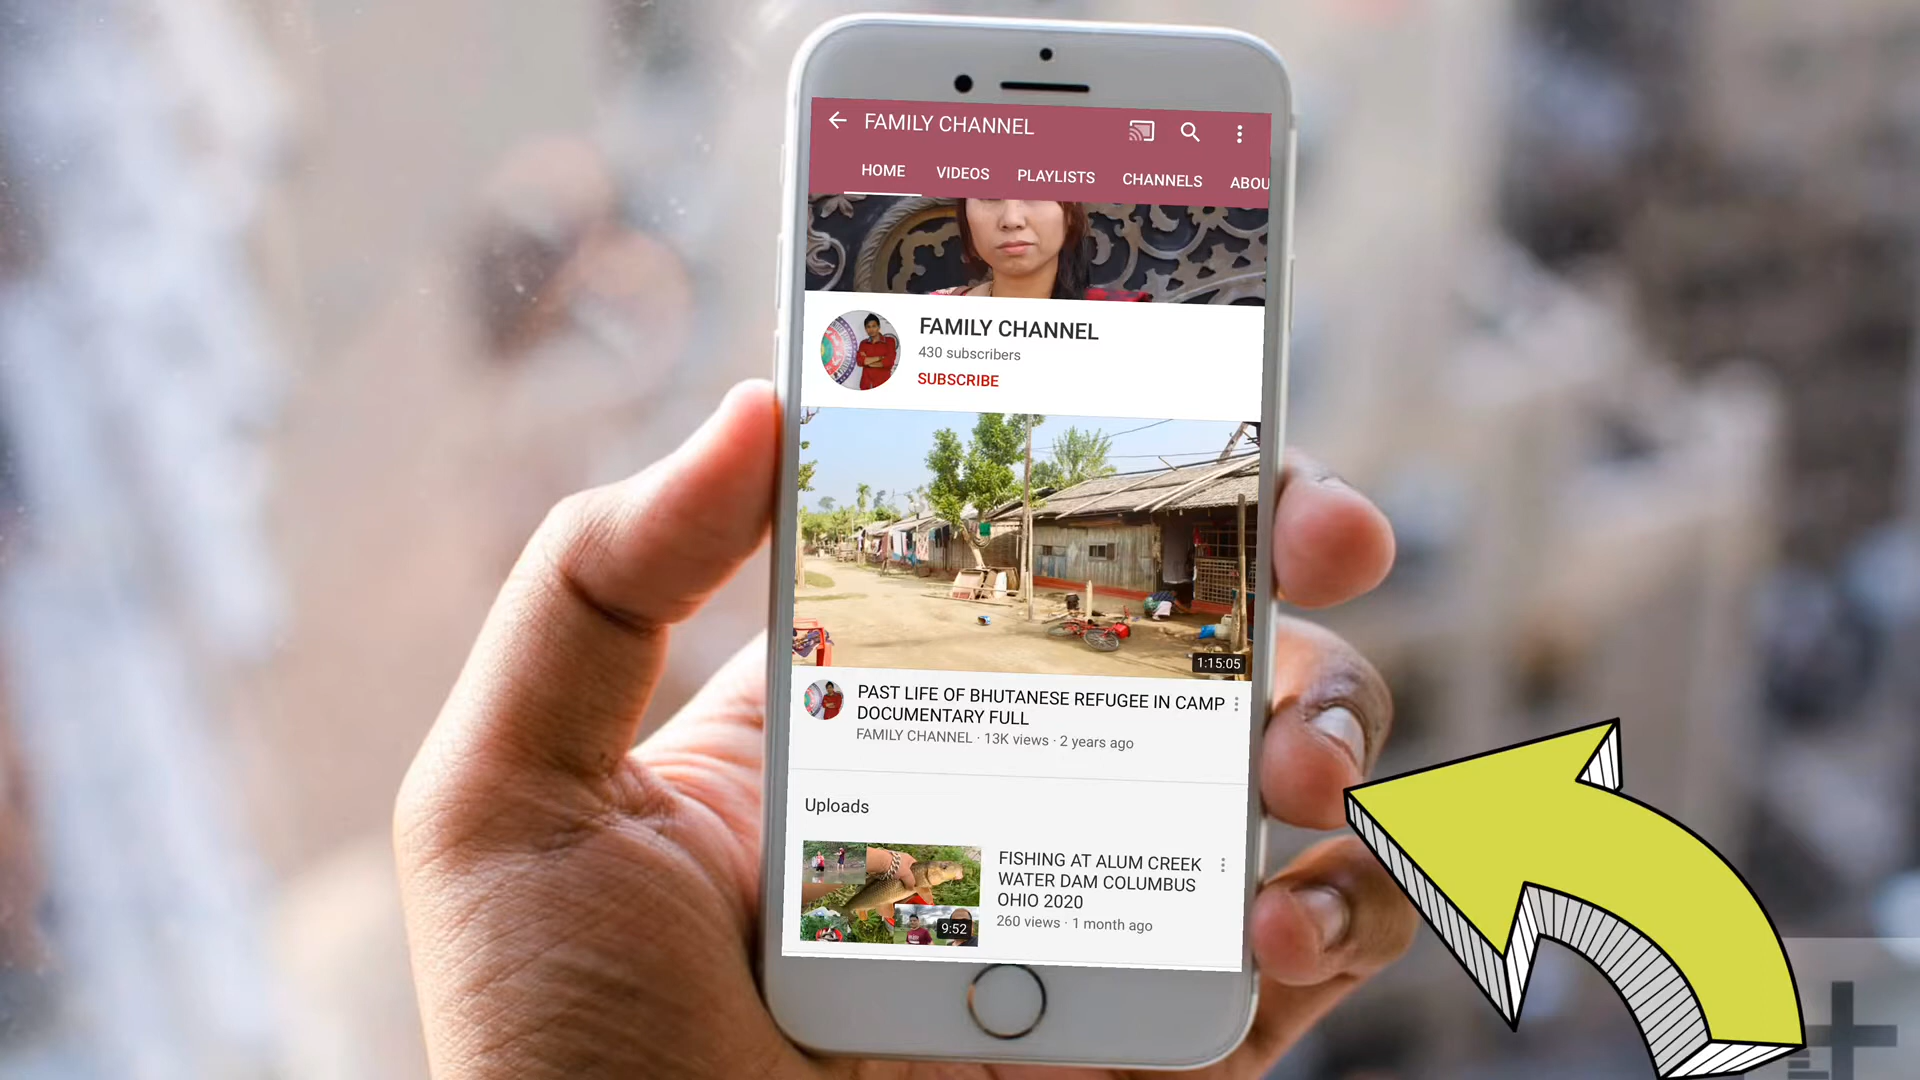 FAMILY CHANNEL
HOME VIDEOS PLAYLISTS CHANNELS ABOU
FAMILY CHANNEL
430 subscribers
SUBSCRIBE
1:15:05
PAST LIFE OF BHUTANESE REFUGEE IN CAMP
DOCUMENTARY FULL
FAMILY CHANNEL · 13K views · 2 years ago
Uploads
FISHING AT ALUM CREEK
WATER DAM COLUMBUS
OHIO 2020
260 views · 1 month ago
9:52